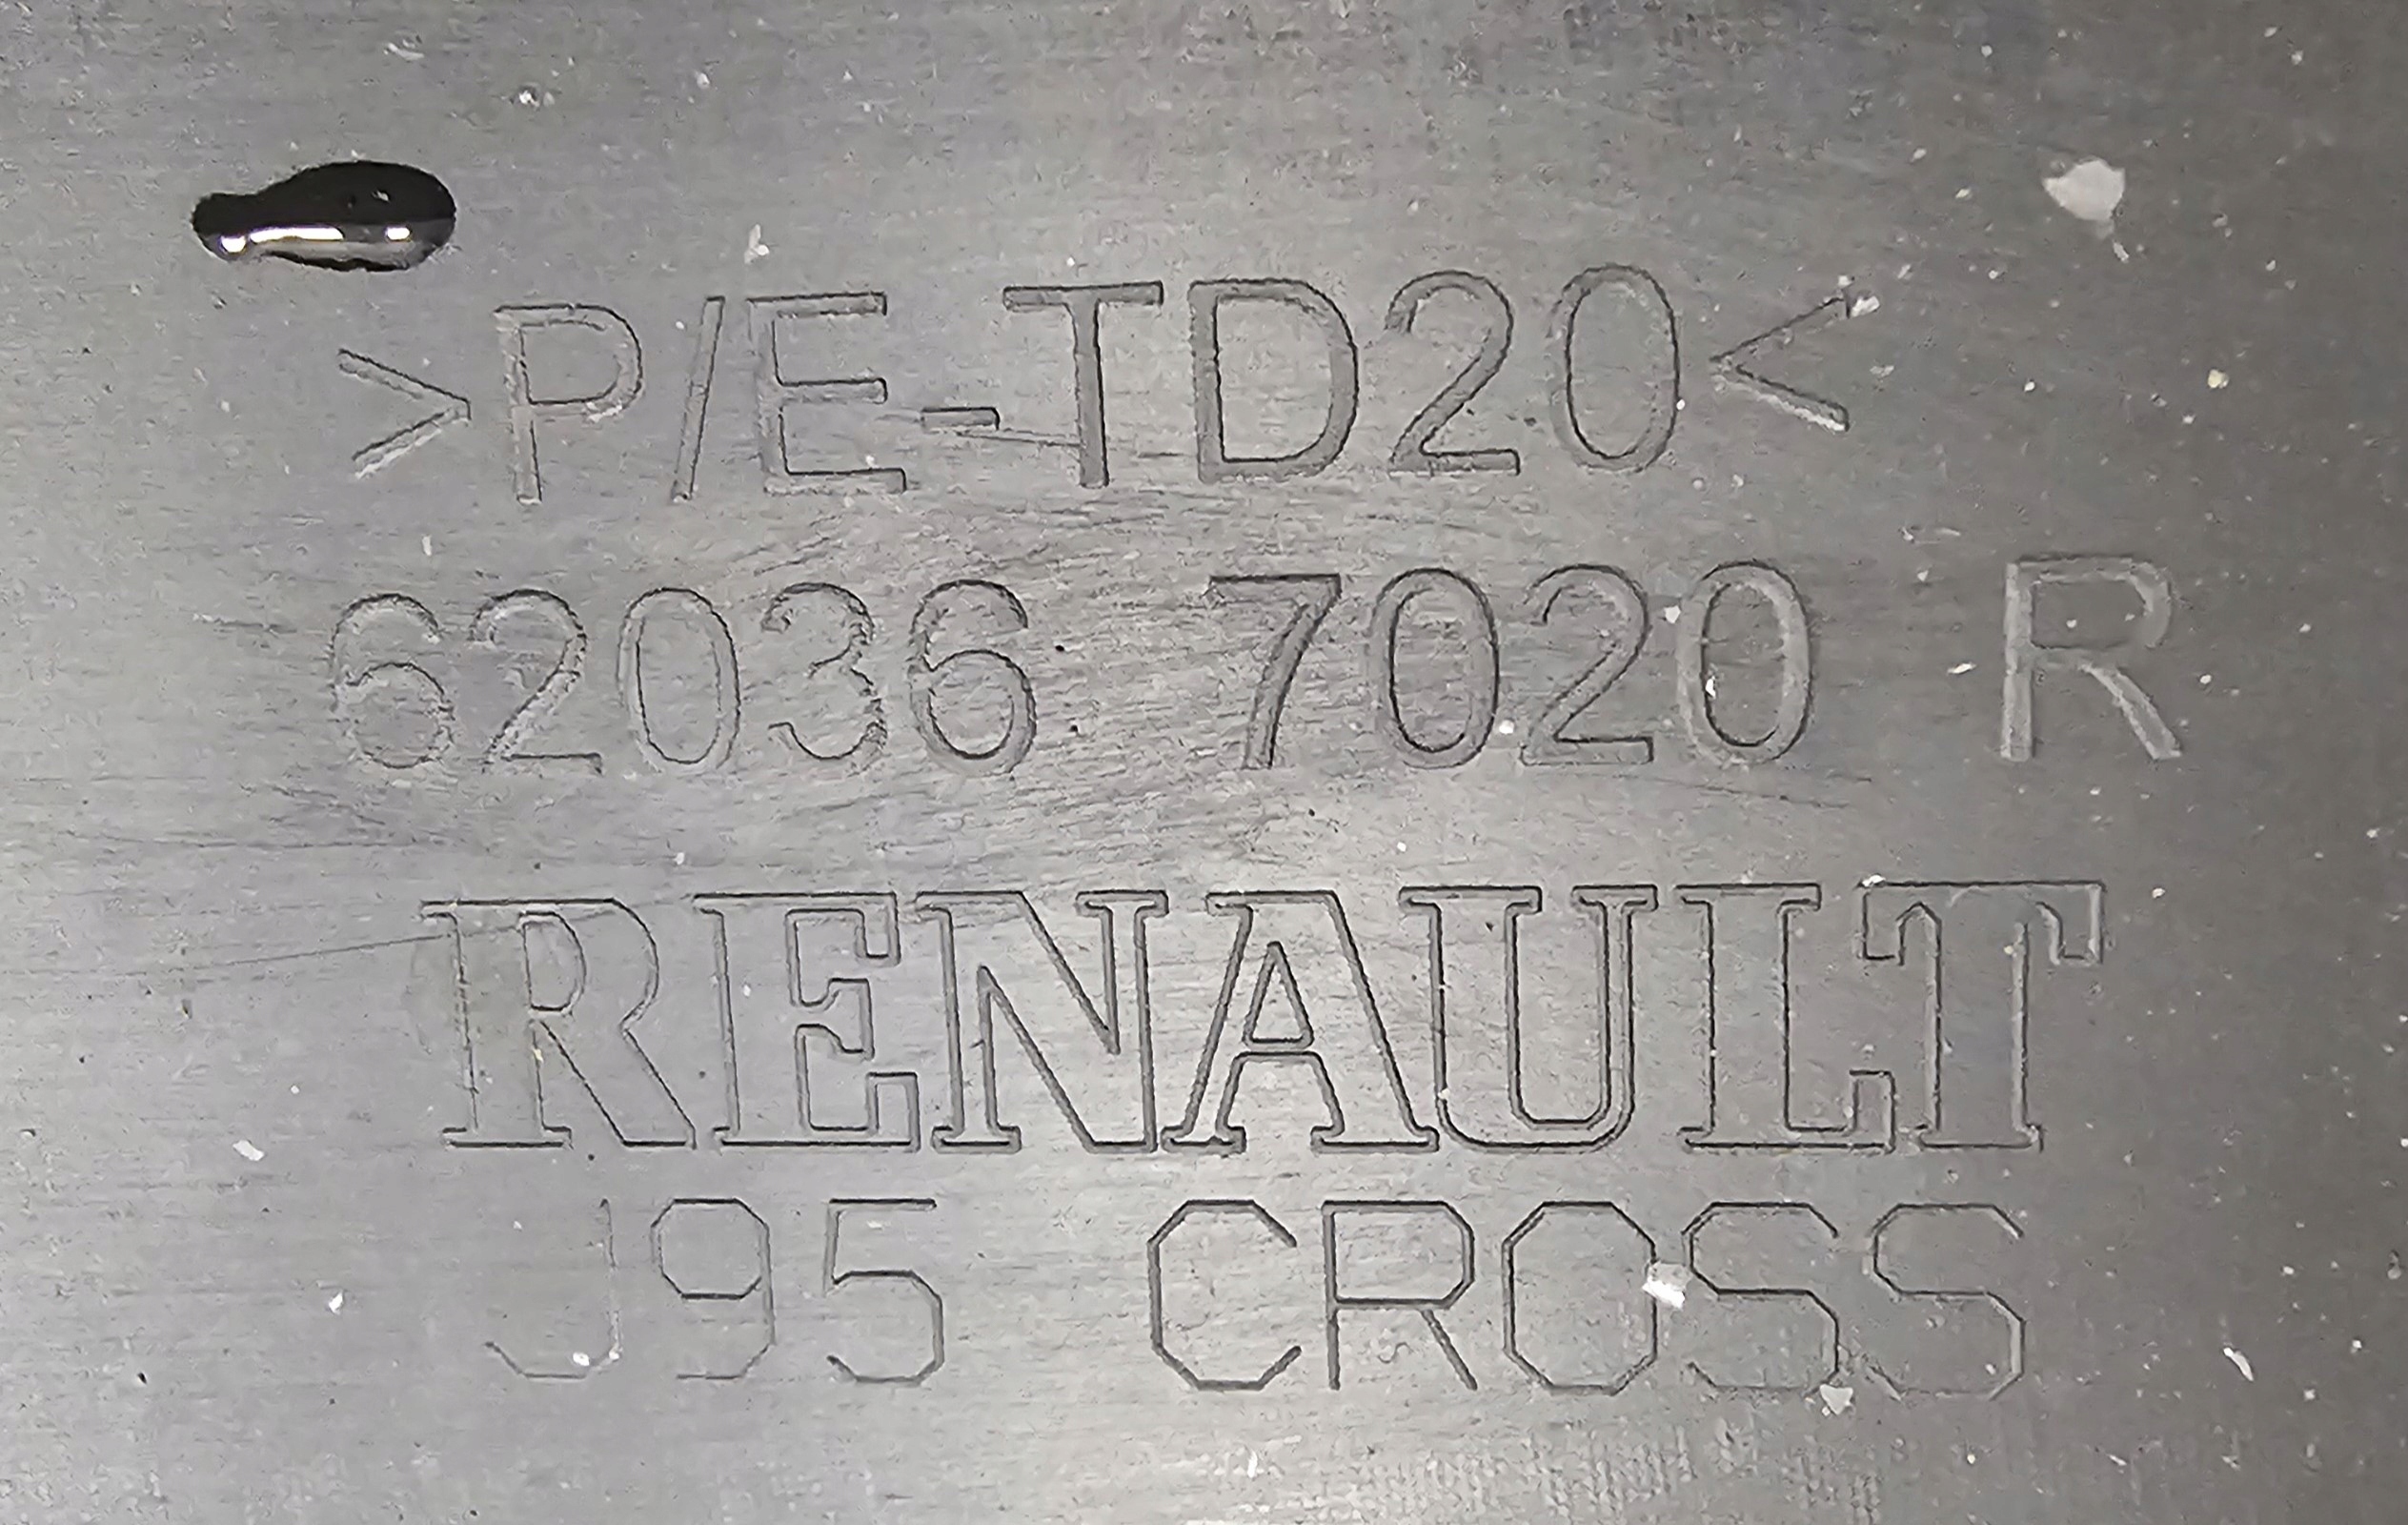 >P/E-TD20<
62036 7020 R
RENAULT
J95 CROSS